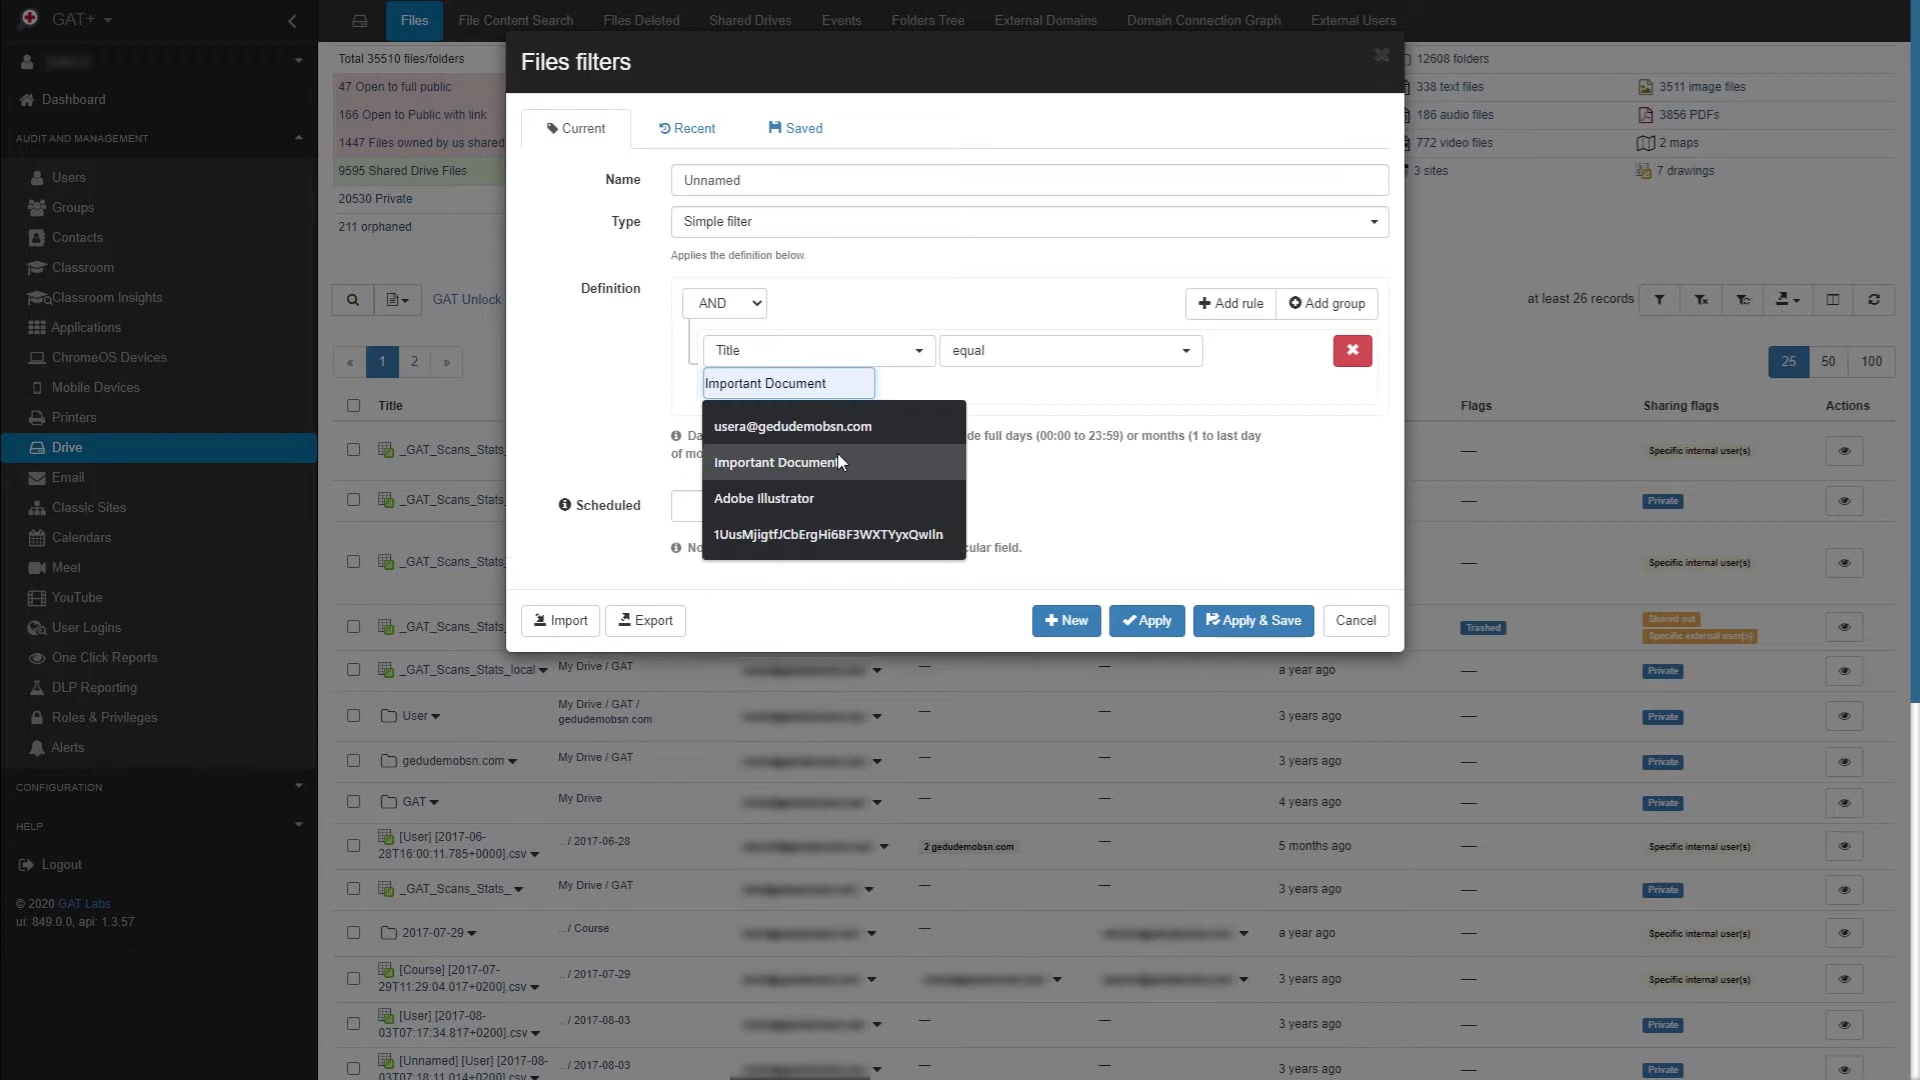 GAT+
Dashboard
AUDIT AND MANAGEMENT
Users
Groups
Contacts
Classroom
Classroom Insights
Applications
ChromeOS Devices
Mobile Devices
Printers
Drive
Email
Classic Sites
Calendars
Meet
YouTube
User Logins
One Click Reports
DLP Reporting
Roles & Privileges
Alerts
CONFIGURATION
HELP
Logout
© 2020 GAT Labs
ui: 849.0.0, api: 1.3.57
Files File Content Search Files Deleted Shared Drives Events Folders Tree External Domains Domain Connection Graph External Users
Total 35510 files/folders
47 Open to full public
166 Open to Public with link
1447 Files owned by us shared
9595 Shared Drive Files
20530 Private
211 orphaned
12608 folders
338 text files 3511 image files
186 audio files 3856 PDFs
772 video files 2 maps
3 sites 7 drawings
GAT Unlock
at least 26 records
« 1 2 »
25 50 100
Files filters
Current Recent Saved
Name Unnamed
Type Simple filter
Applies the definition below.
Definition AND Add rule Add group
Title equal
Important Document
usera@gedudemobsn.com
Important Document
Adobe Illustrator
1UusMjigtfJCbErgHi6BF3WXTYyxQwIln
de full days (00:00 to 23:59) or months (1 to last day
of mo
Scheduled
No cular field.
Import Export New Apply Apply & Save Cancel
Title Flags Sharing flags Actions
_GAT_Scans_Stats_ — Specific internal user(s)
_GAT_Scans_Stats_ — Private
_GAT_Scans_Stats_ — Specific internal user(s)
_GAT_Scans_Stats_ Trashed Shared out
Specific external user(s)
_GAT_Scans_Stats_local My Drive / GAT — — a year ago — Private
User My Drive / GAT /
gedudemobsn.com — — 3 years ago — Private
gedudemobsn.com My Drive / GAT — — 3 years ago — Private
GAT My Drive — — 4 years ago — Private
[User] [2017-06-
28T16:00:11.785+0000].csv .. / 2017-06-28 2 gedudemobsn.com — 5 months ago — Specific internal user(s)
_GAT_Scans_Stats_ My Drive / GAT — — 3 years ago — Private
2017-07-29 .. / Course — a year ago — Specific internal user(s)
[Course] [2017-07-
29T11:29:04.017+0200].csv .. / 2017-07-29 3 years ago — Specific internal user(s)
[User] [2017-08-
03T07:17:34.817+0200].csv .. / 2017-08-03 — — 3 years ago — Private
[Unnamed] [User] [2017-08-
03T07:18:11.014+0200].csv .. / 2017-08-03 — — 3 years ago — Private